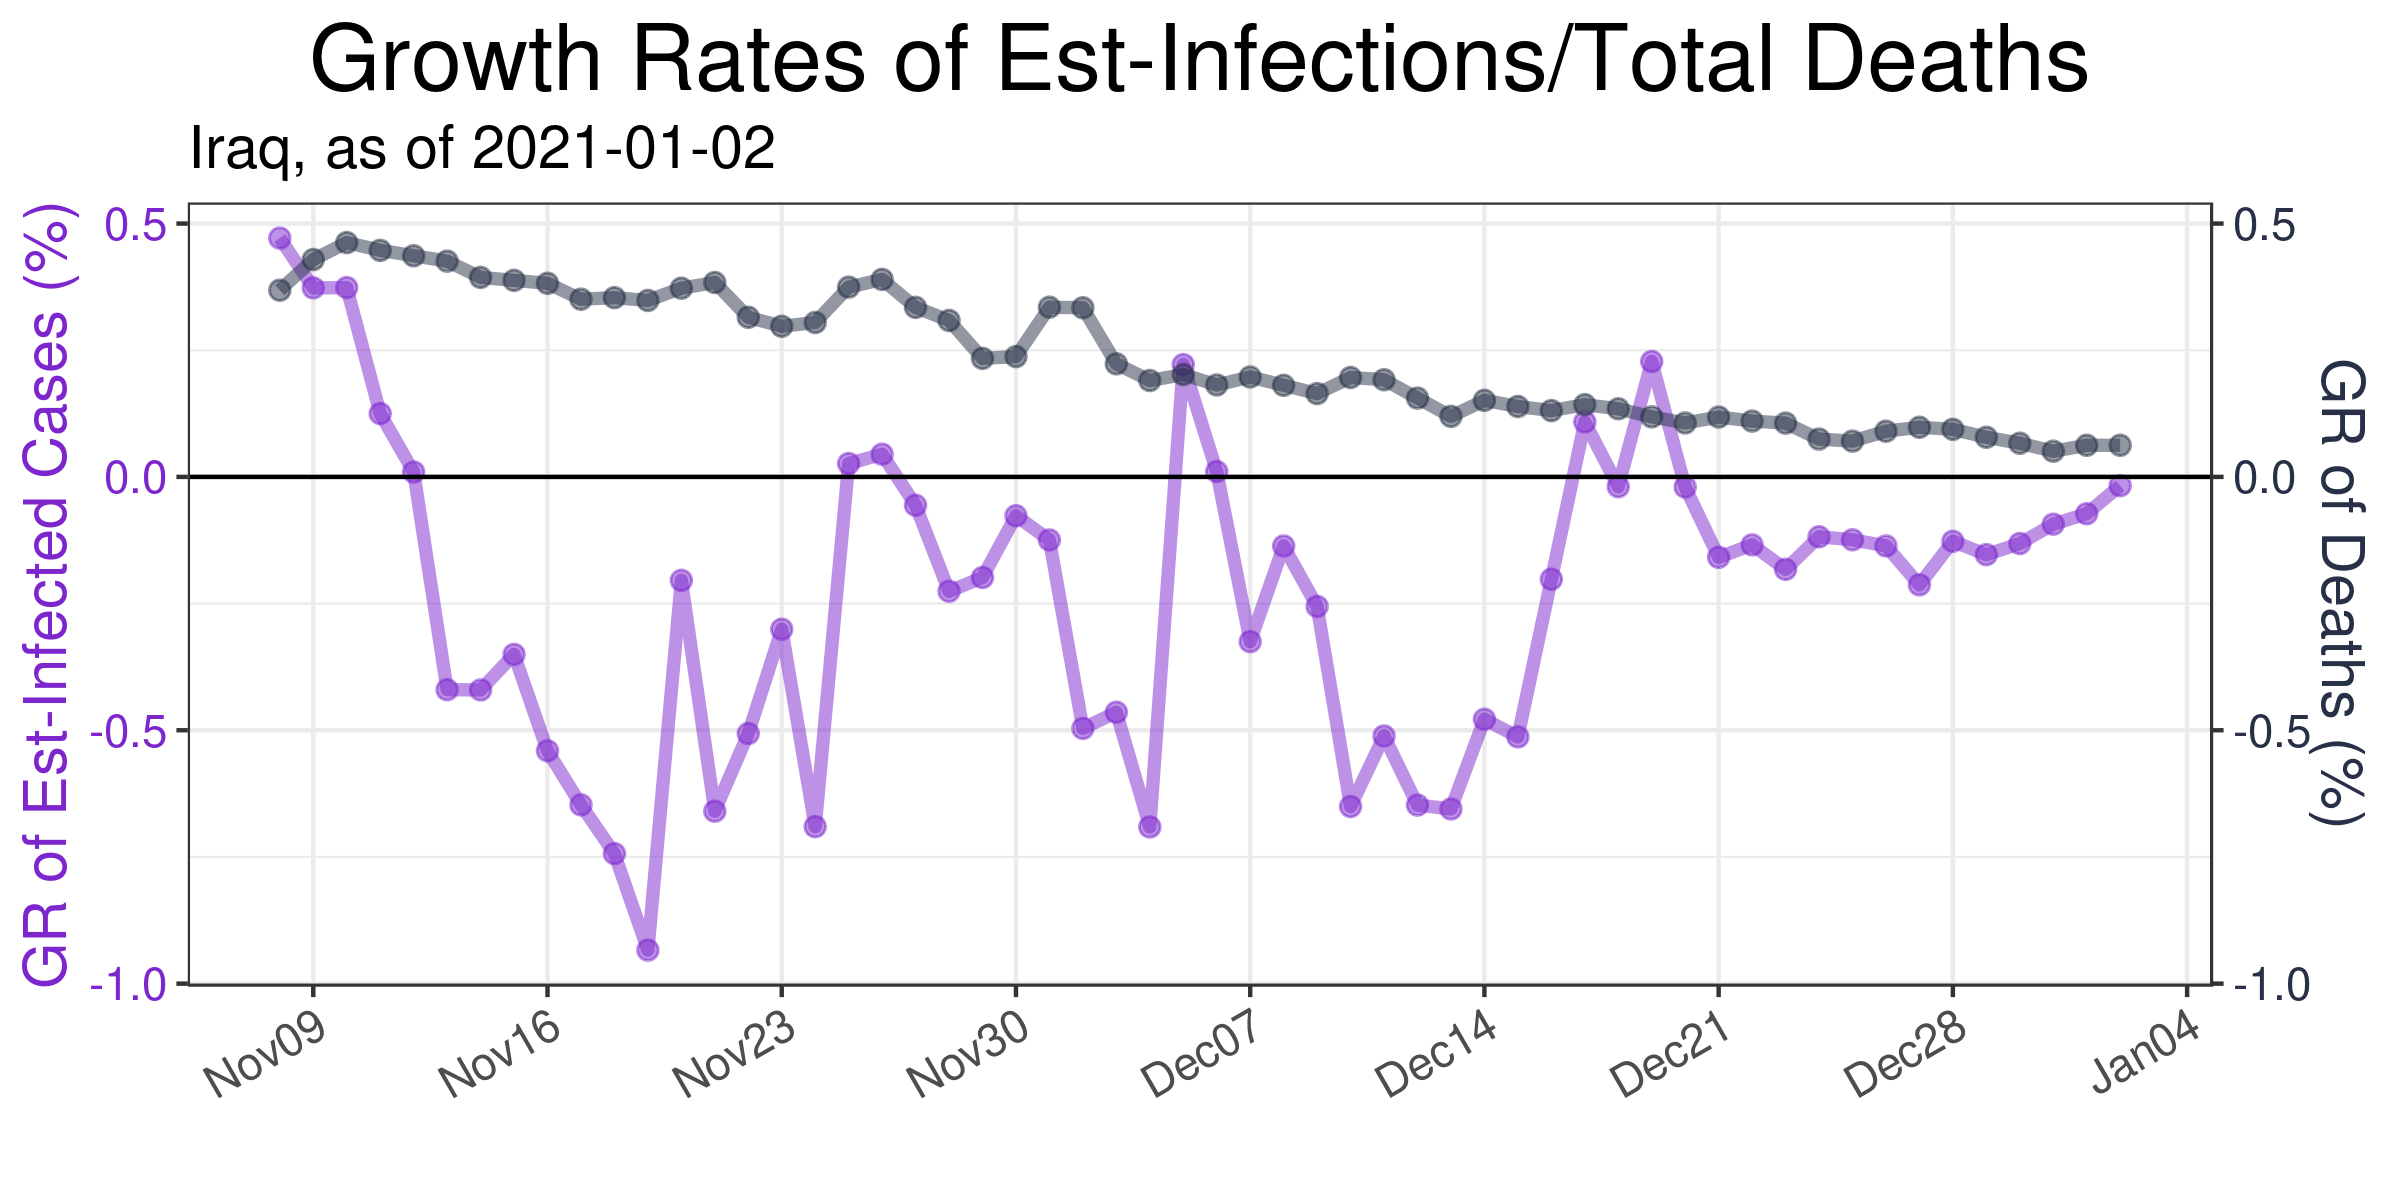 Growth Rates of Est-Infections/Total Deaths
Iraq, as of 2021-01-02
GR of Est-Infected Cases (%)
0.5
0.0
-0.5
-1.0
0.5
0.0
-0.5
-1.0
GR of Deaths (%)
Nov09
Nov16
Nov23
Nov30
Dec07
Dec14
Dec21
Dec28
Jan04